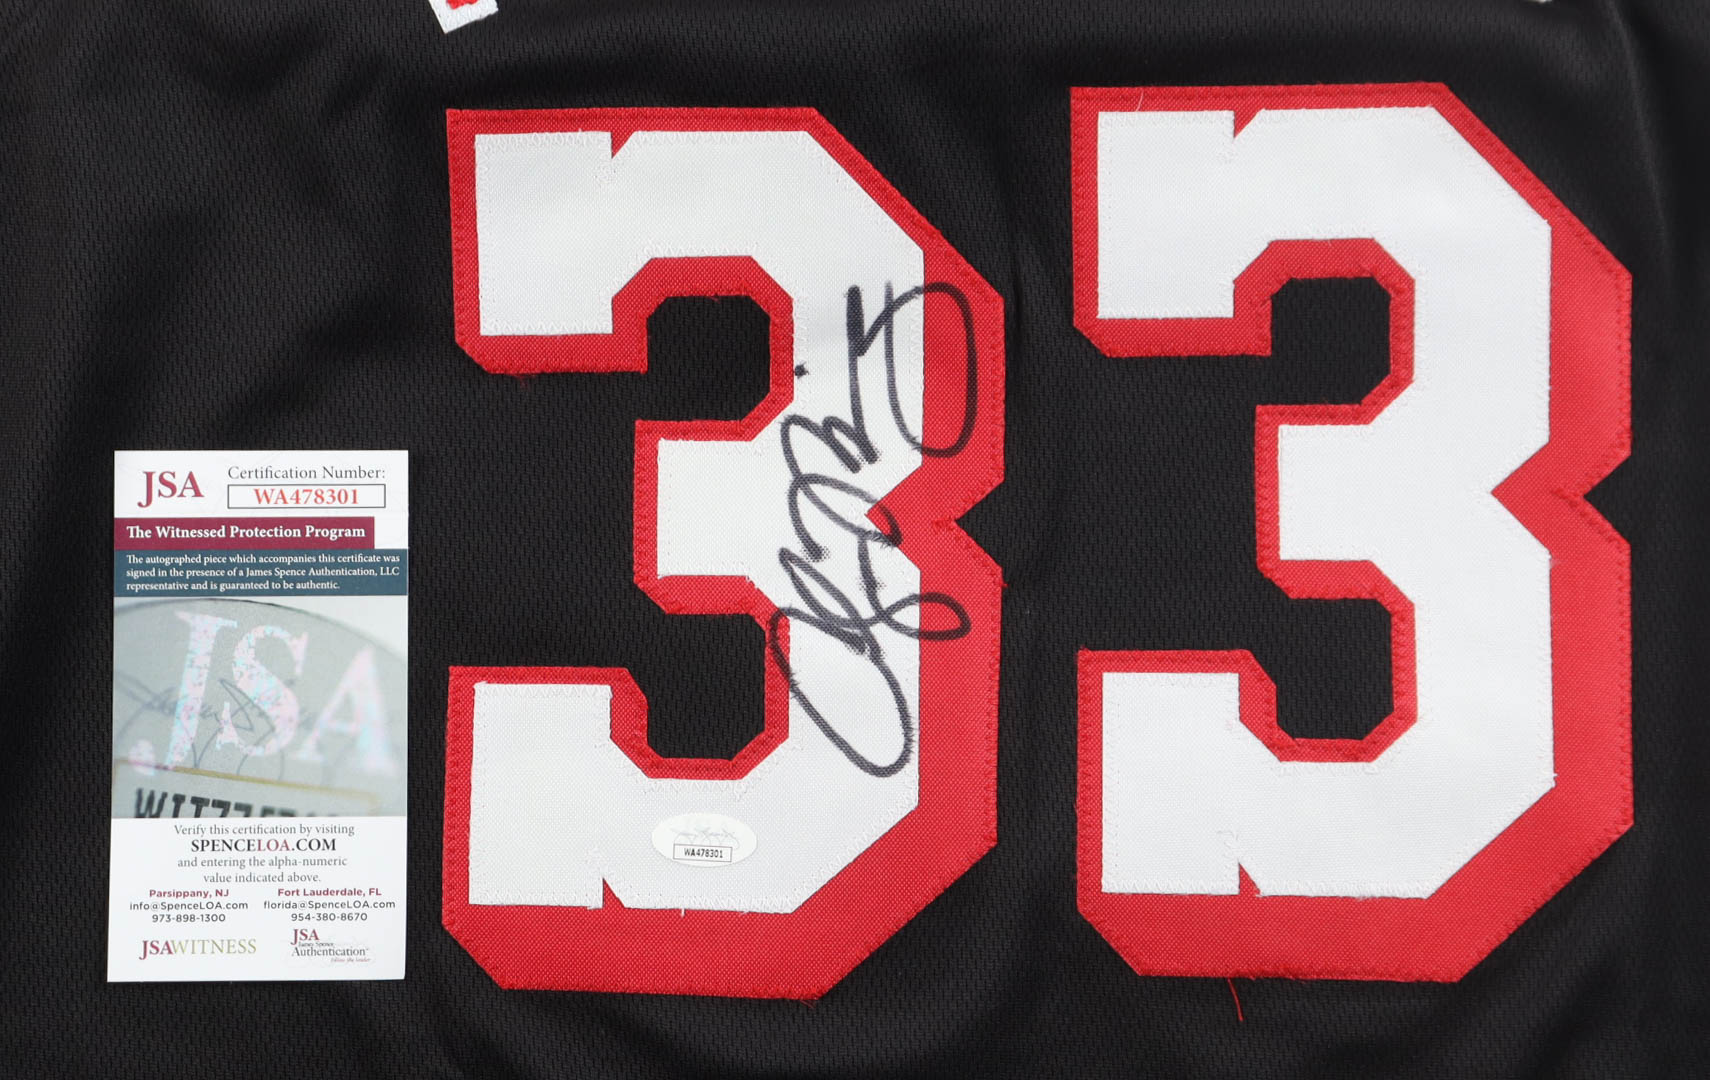 33
JSA
Certification Number:
WA478301
The Witnessed Protection Program
The autographed piece which accompanies this certificate was
signed in the presence of a James Spence Authentication, LLC
representative and is guaranteed to be authentic.
JSA
Verify this certification by visiting
SPENCELOA.COM
and entering the alpha-numeric
value indicated above.
Parsippany, NJ
info@SpenceLOA.com
973-898-1300
Fort Lauderdale, FL
florida@SpenceLOA.com
954-380-8670
JSAWITNESS
JSA
James Spence
Authentication
WA478301